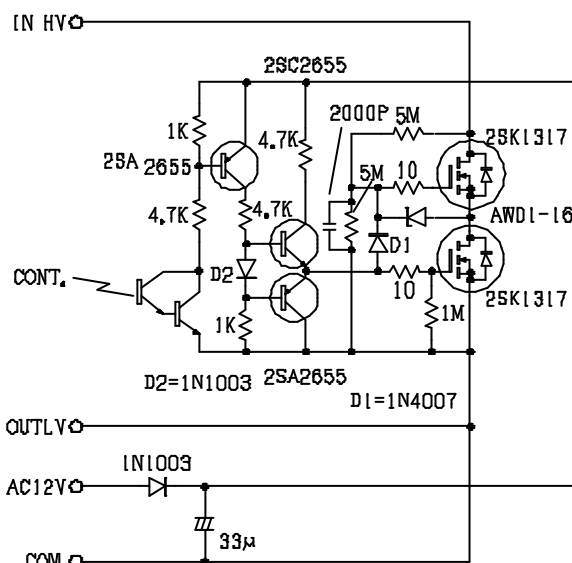 IN HV
2SC2655
2000P
5M
1K
4.7K
2SK1317
2SA 2655
5M
10
4.7K
4.7K
AWD1-16
D1
CONT.
D2
10
2SK1317
1K
1M
D2=1N1003
2SA2655
D1=1N4007
OUTLV
1N1003
AC12V
33μ
COM